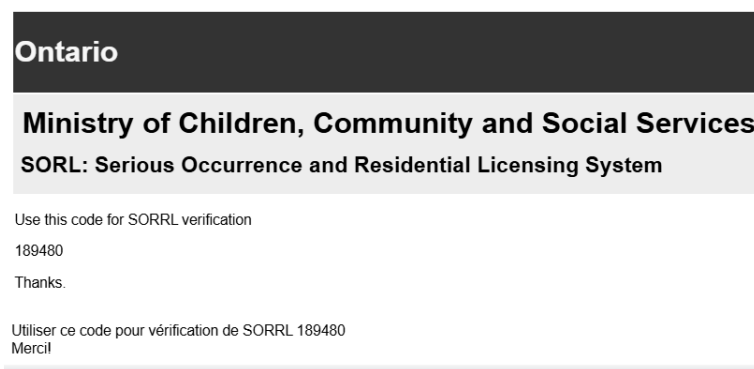 Ontario
Ministry of Children, Community and Social Services
SORL: Serious Occurrence and Residential Licensing System
Use this code for SORRL verification
189480
Thanks.
Utiliser ce code pour vérification de SORRL 189480
Merci!